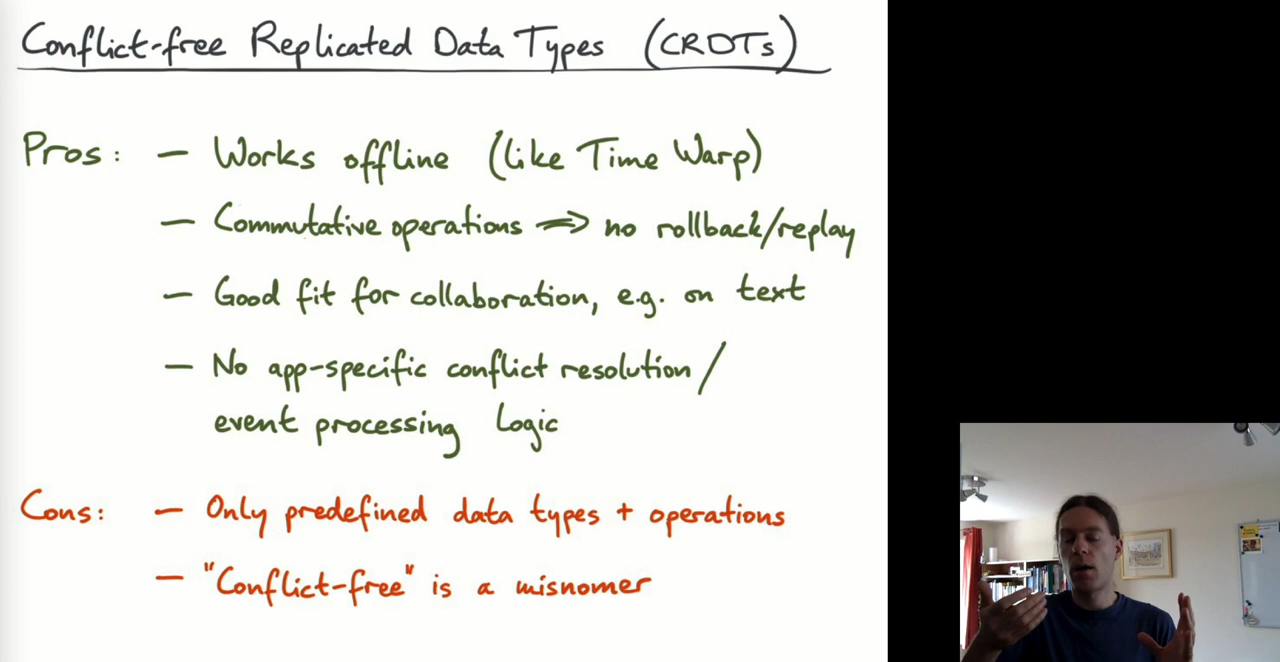 Conflict-free Replicated Data Types (CRDTs)
Pros: — Works offline (like Time Warp)
— Commutative operations ⇒ no rollback/replay
— Good fit for collaboration, e.g. on text
— No app-specific conflict resolution/
event processing logic
Cons: — Only predefined data types + operations
— "Conflict-free" is a misnomer